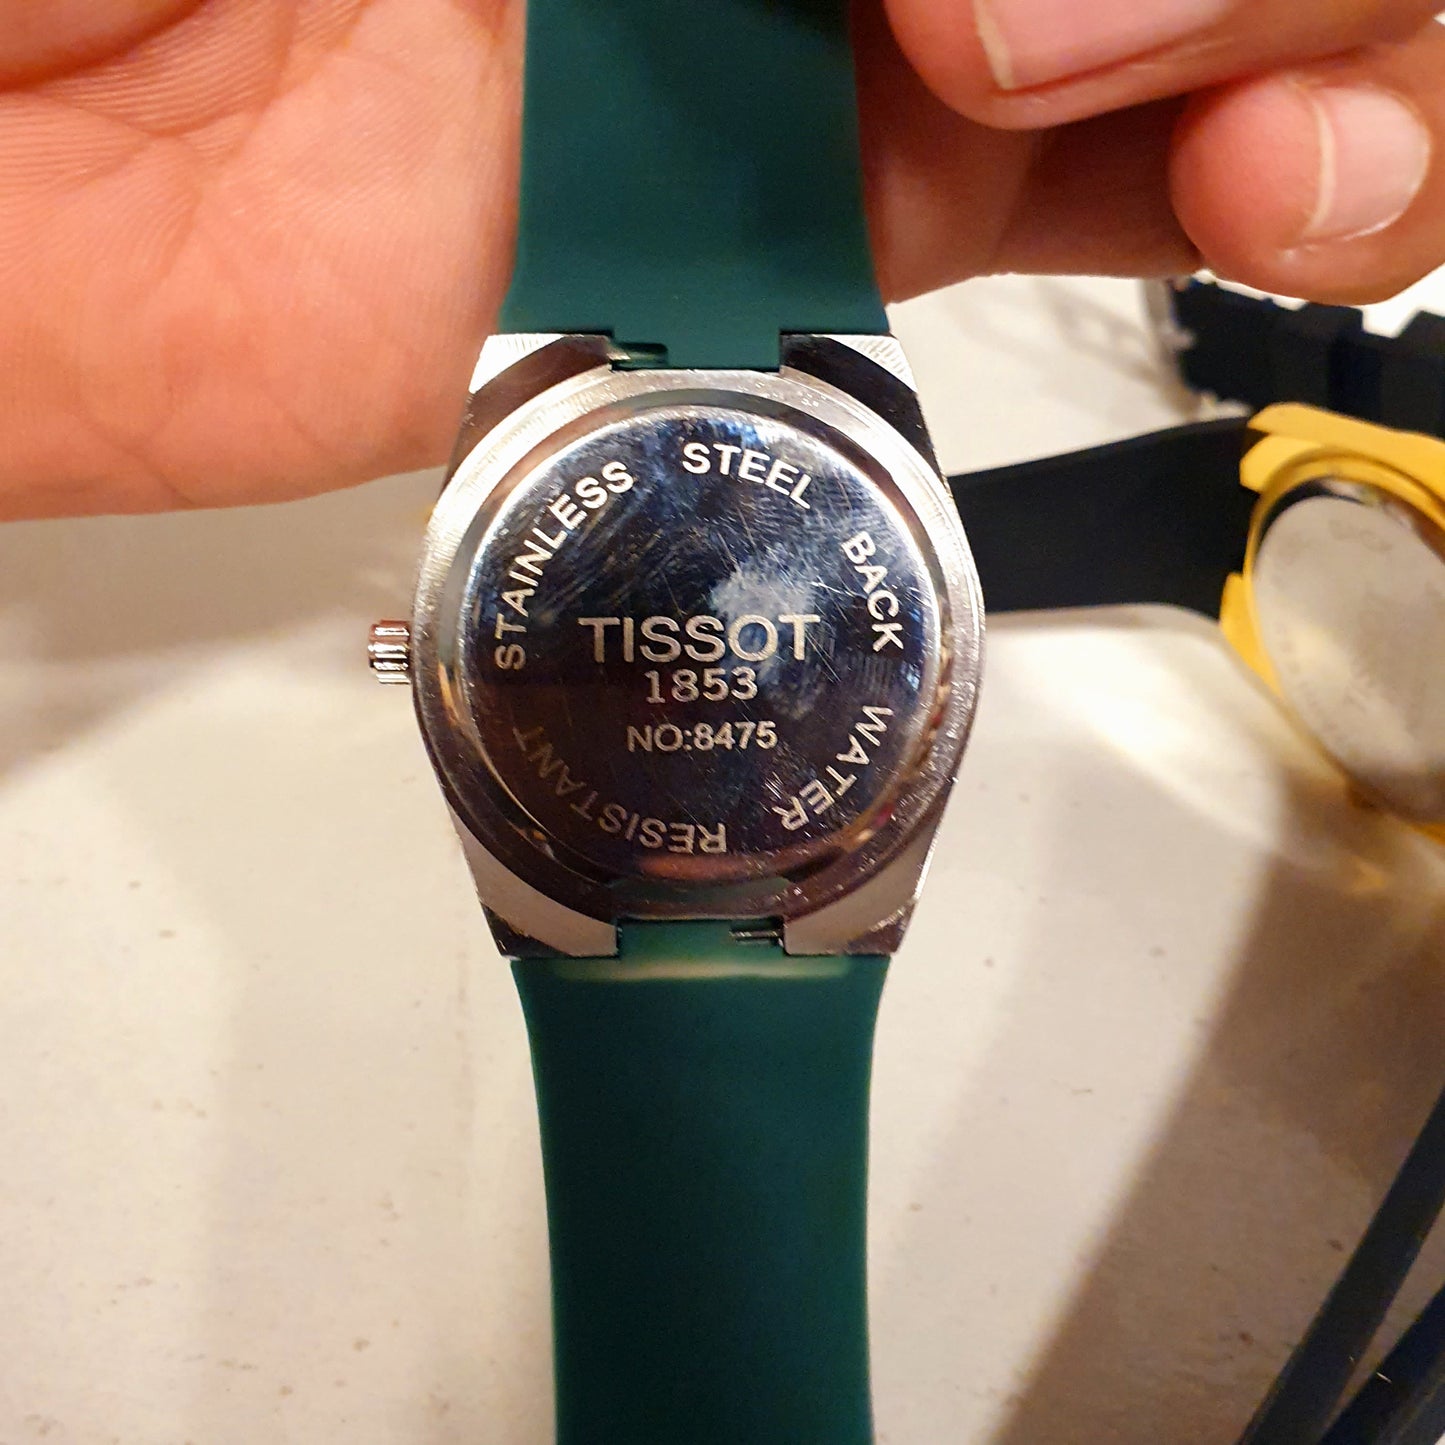 STAINLESS STEEL BACK
TISSOT
1853
NO:8475
WATER RESISTANT